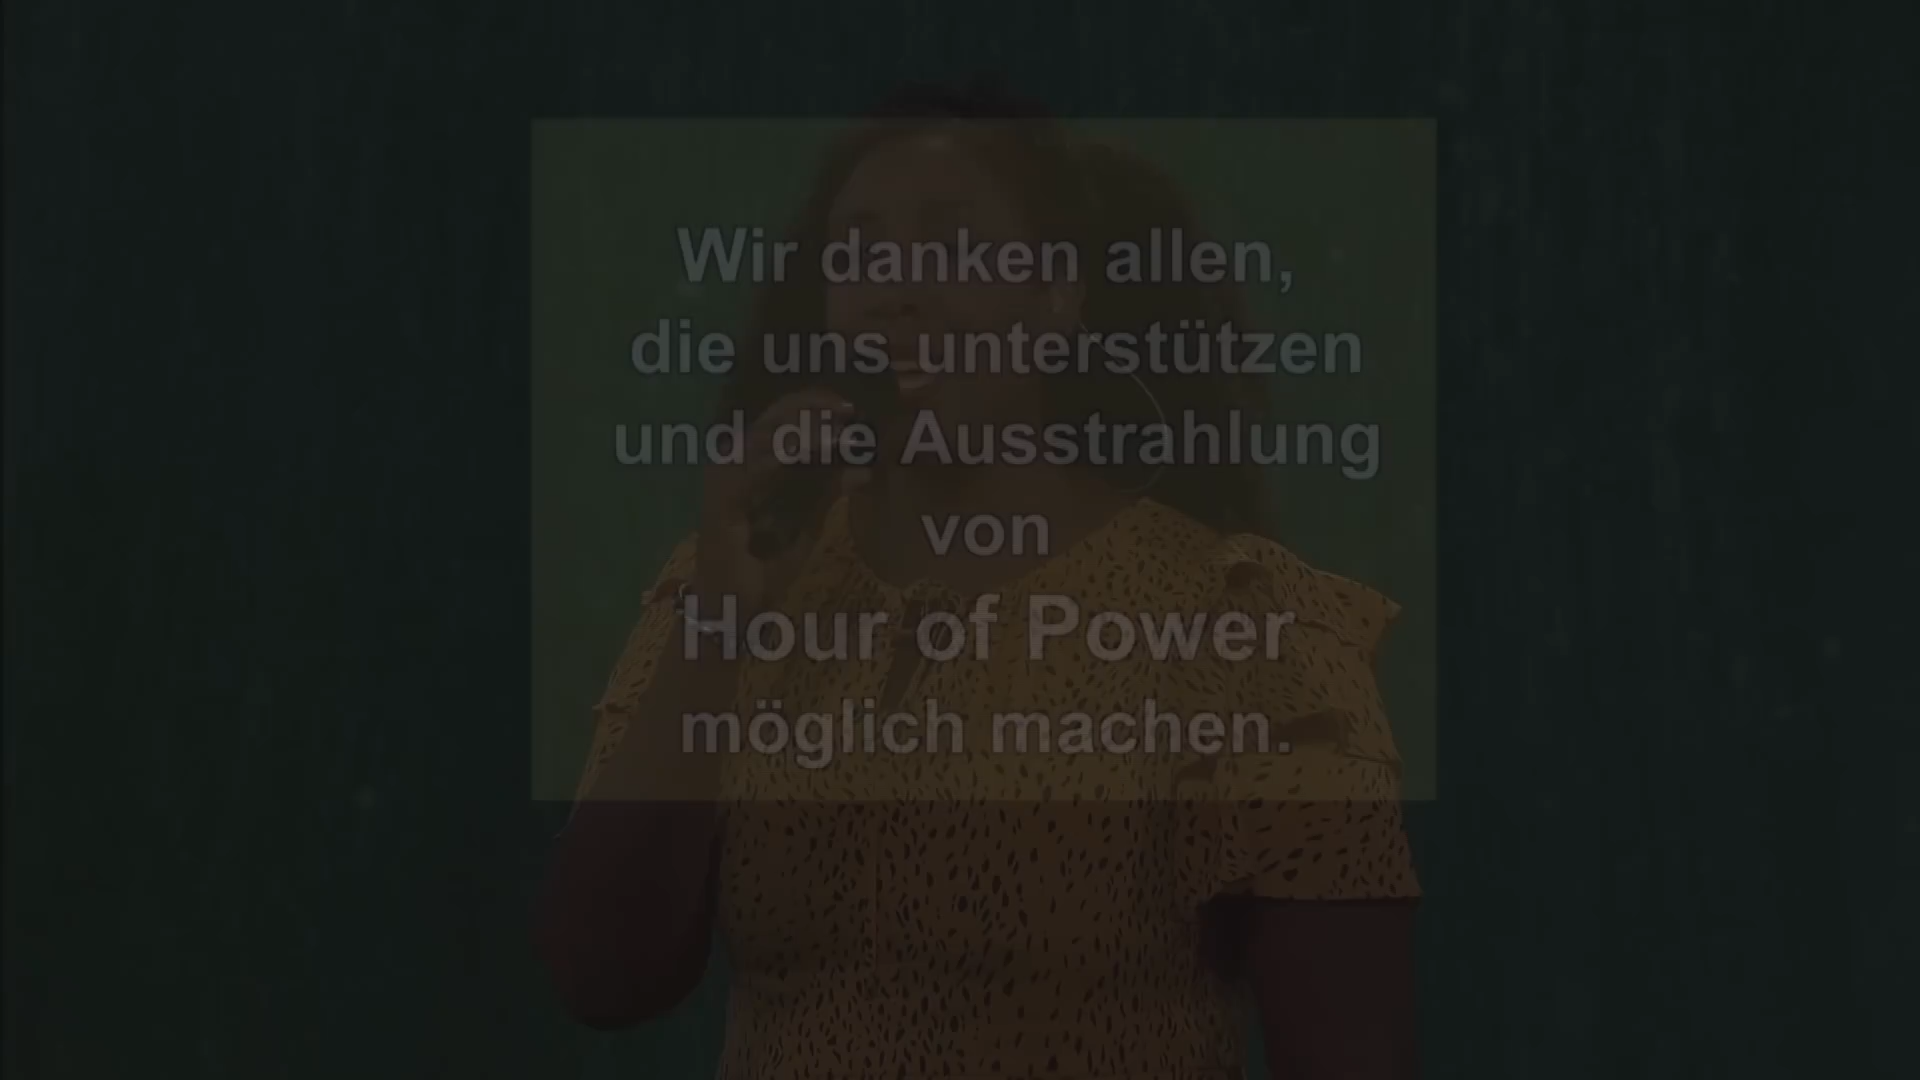 Wir danken allen,
die uns unterstützen
und die Ausstrahlung
von
Hour of Power
möglich machen.